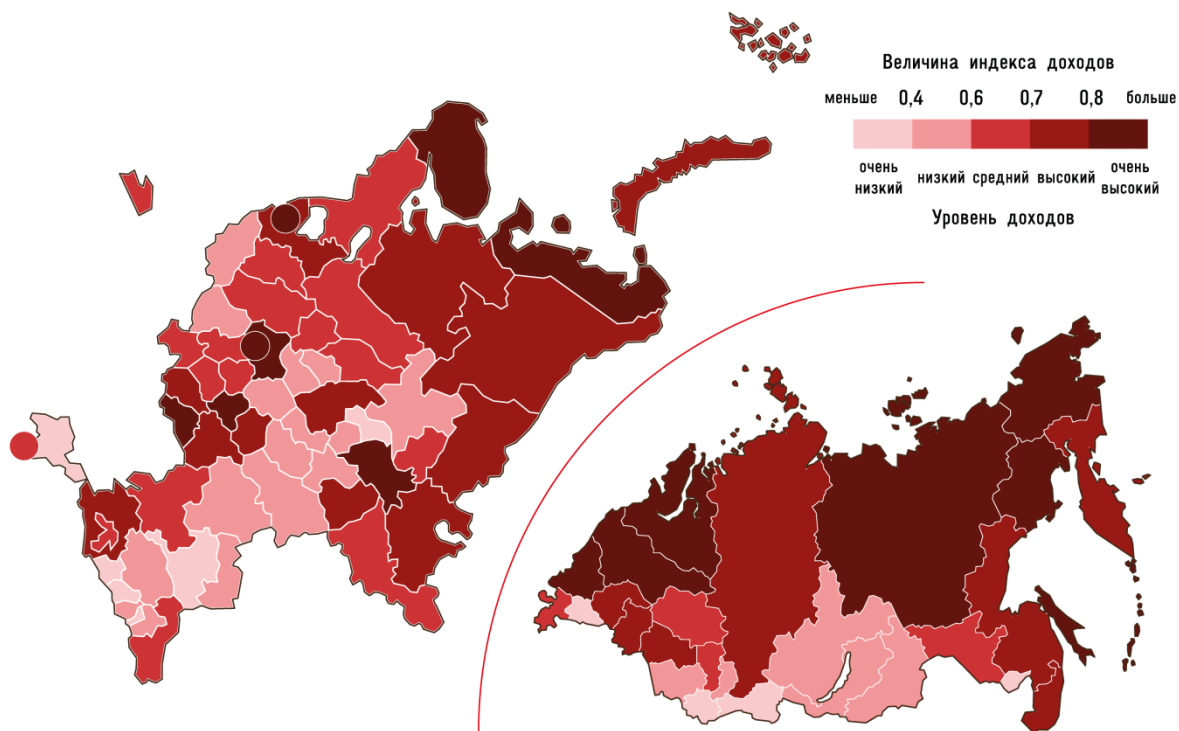 Величина индекса доходов
меньше 0,4 0,6 0,7 0,8 больше
очень низкий средний высокий очень
низкий высокий
Уровень доходов